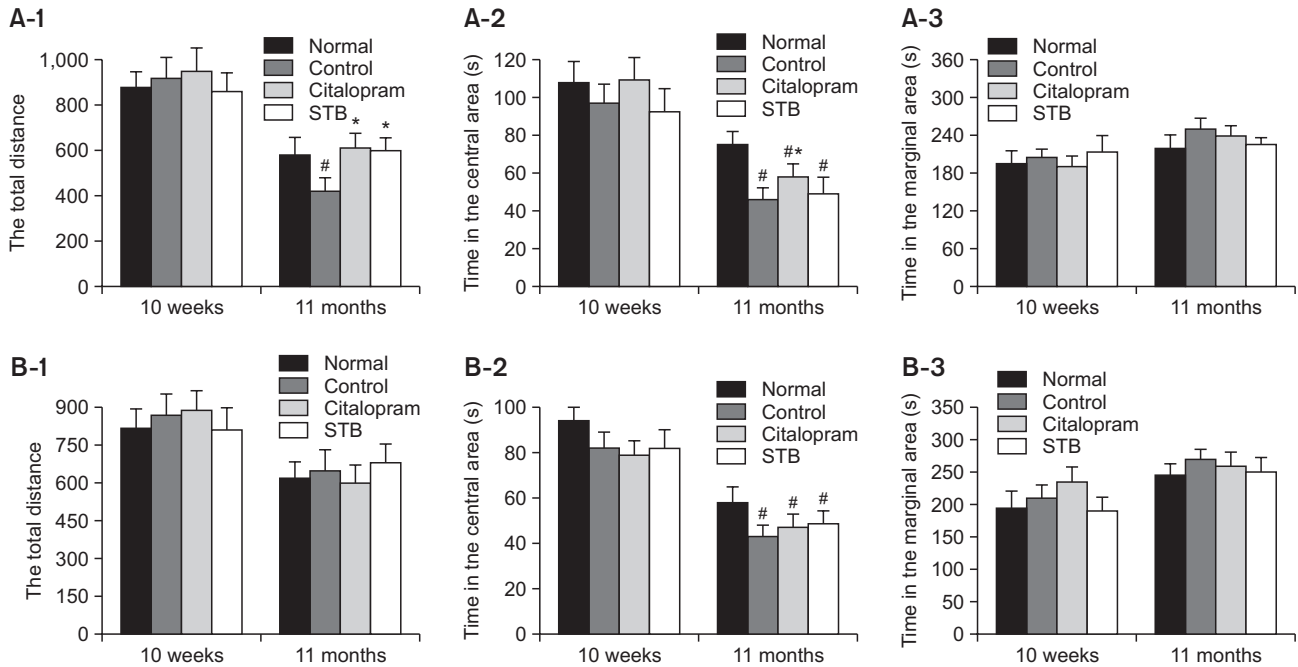 A-1
Normal
Control
Citalopram
STB
1,000
800
600
400
200
0
The total distance
#
*
*
10 weeks
11 months
A-2
Normal
Control
Citalopram
STB
120
100
80
60
40
20
0
Time in tne central area (s)
#
#*
#
10 weeks
11 months
A-3
Normal
Control
Citalopram
STB
360
300
240
180
120
60
0
Time in tne marginal area (s)
10 weeks
11 months
B-1
Normal
Control
Citalopram
STB
900
750
600
450
300
150
0
The total distance
10 weeks
11 months
B-2
Normal
Control
Citalopram
STB
100
80
60
40
20
0
Time in tne central area (s)
#
#
#
10 weeks
11 months
B-3
Normal
Control
Citalopram
STB
350
300
250
200
150
100
50
0
Time in tne marginal area (s)
10 weeks
11 months